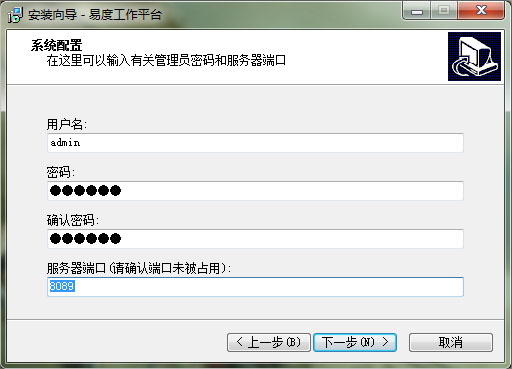 安装向导 - 易度工作平台
系统配置
在这里可以输入有关管理员密码和服务器端口
用户名:
admin
密码:
●●●●●●
确认密码:
●●●●●●
服务器端口(请确认端口未被占用):
8089
< 上一步(B) 下一步(N) > 取消